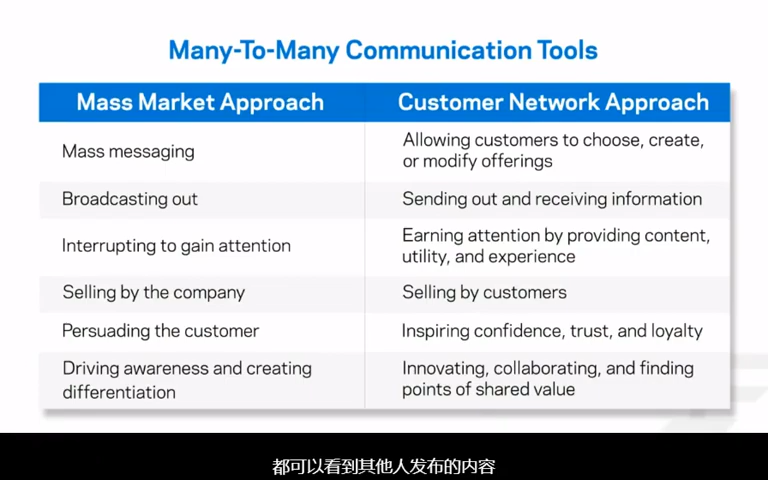 Many-To-Many Communication Tools
Mass Market Approach
Customer Network Approach
Mass messaging
Allowing customers to choose, create,
or modify offerings
Broadcasting out
Sending out and receiving information
Interrupting to gain attention
Earning attention by providing content,
utility, and experience
Selling by the company
Selling by customers
Persuading the customer
Inspiring confidence, trust, and loyalty
Driving awareness and creating
differentiation
Innovating, collaborating, and finding
points of shared value
都可以看到其他人发布的内容